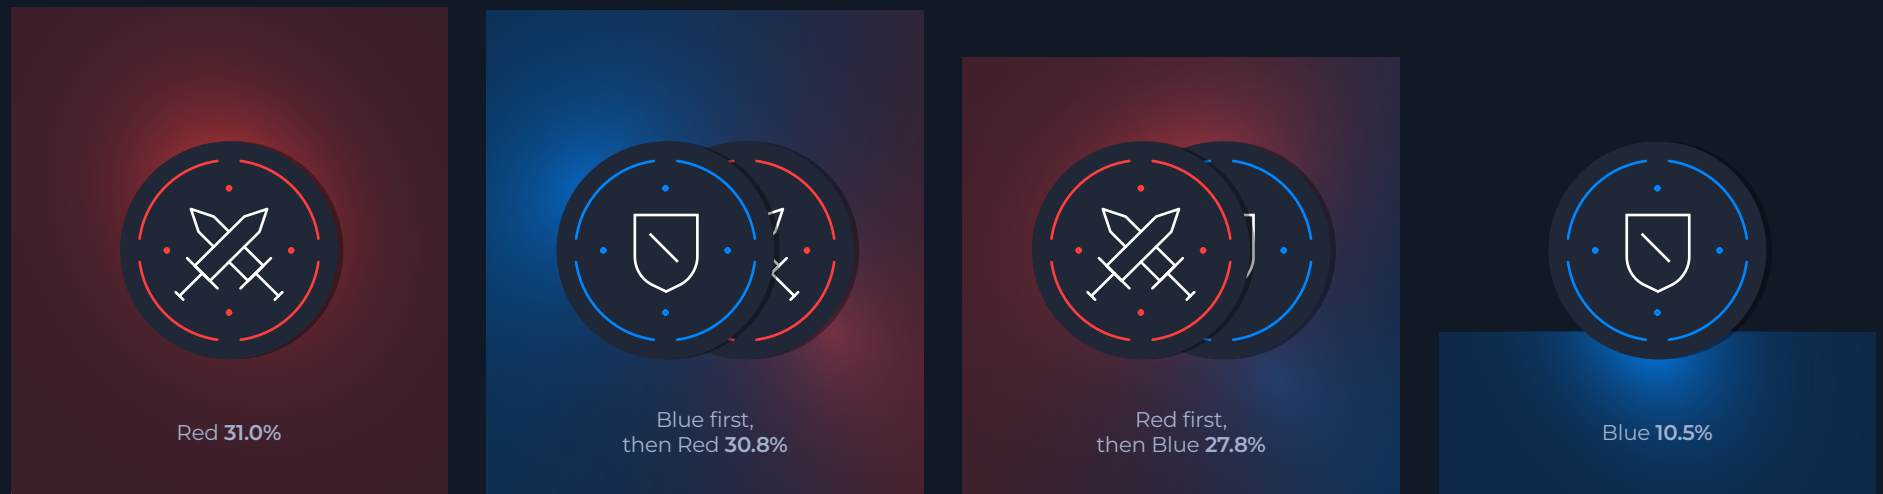 Red 31.0%
Blue first,
then Red 30.8%
Red first,
then Blue 27.8%
Blue 10.5%